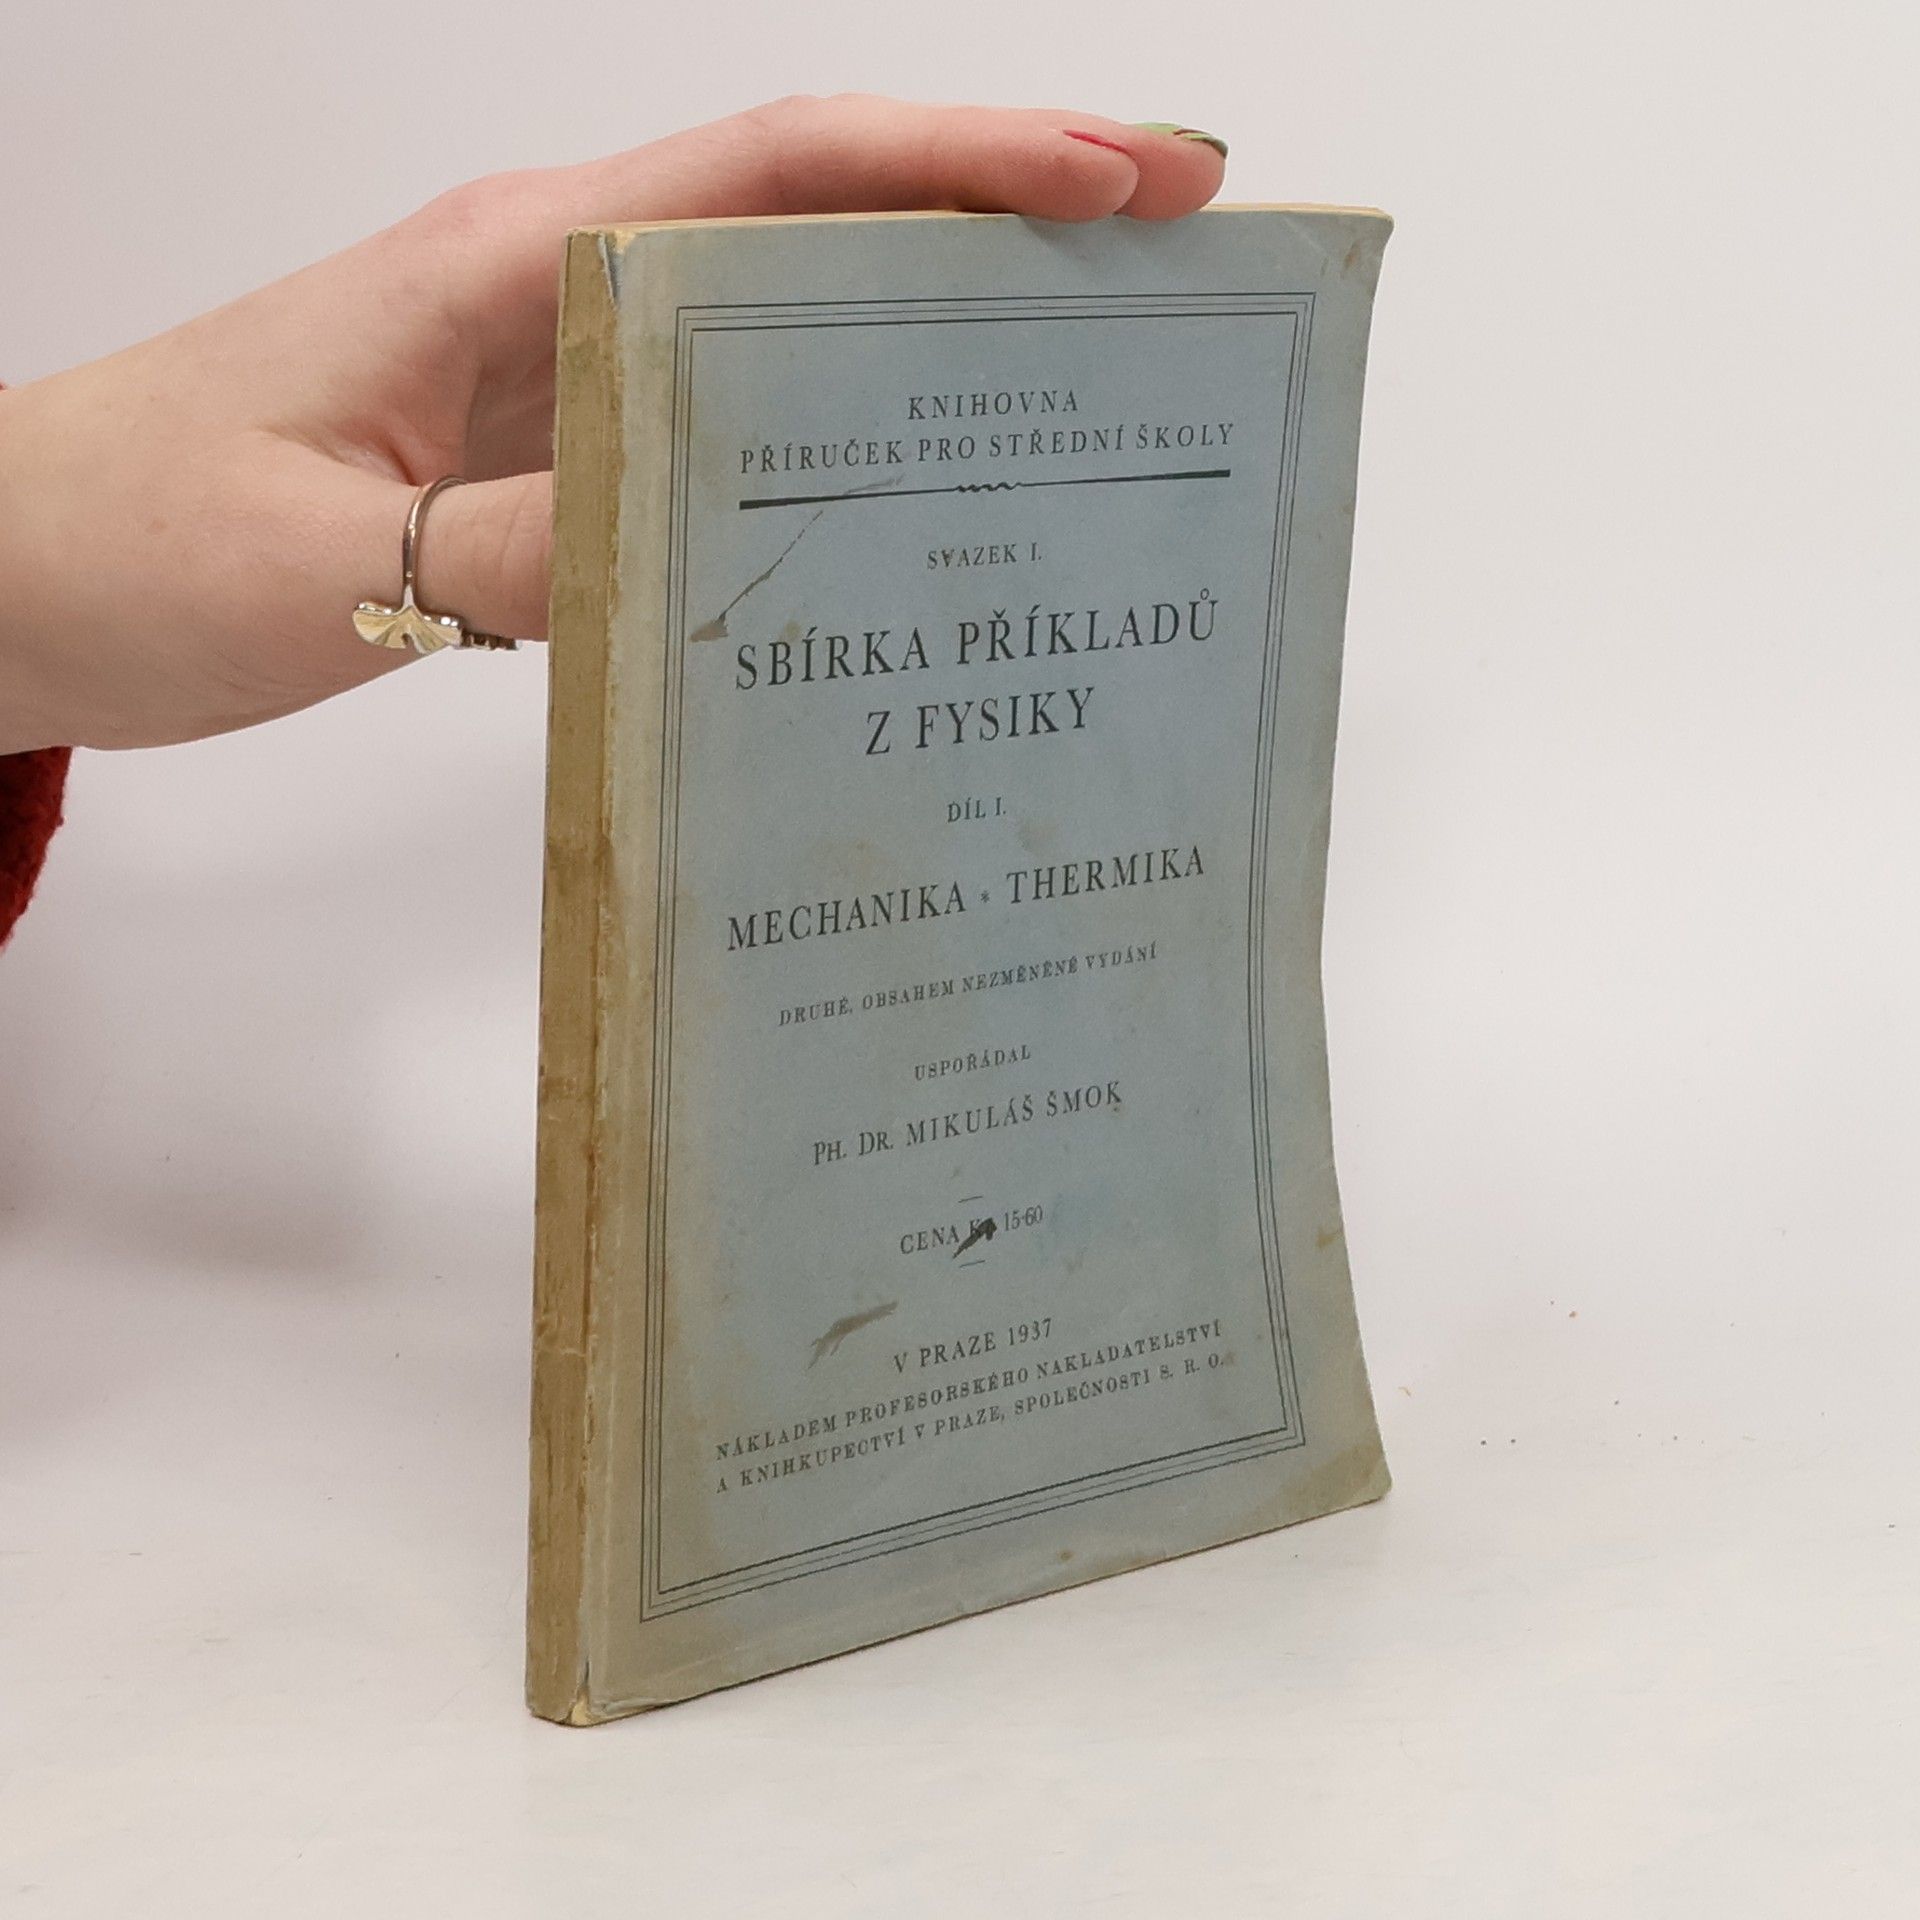 KNIHOVNA
PŘÍRUČEK PRO STŘEDNÍ ŠKOLY
SVAZEK I.
SBÍRKA PŘÍKLADŮ
Z FYSIKY
DÍL I.
MECHANIKA * THERMIKA
DRUHÉ, OBSAHEM NEZMĚNĚNÉ VYDÁNÍ
USPOŘÁDAL
PH. DR. MIKULÁŠ ŠMOK
CENA 15·60
V PRAZE 1937
NÁKLADEM PROFESORSKÉHO NAKLADATELSTVÍ
A KNIHKUPECTVÍ V PRAZE, SPOLEČNOSTI S. R. O.